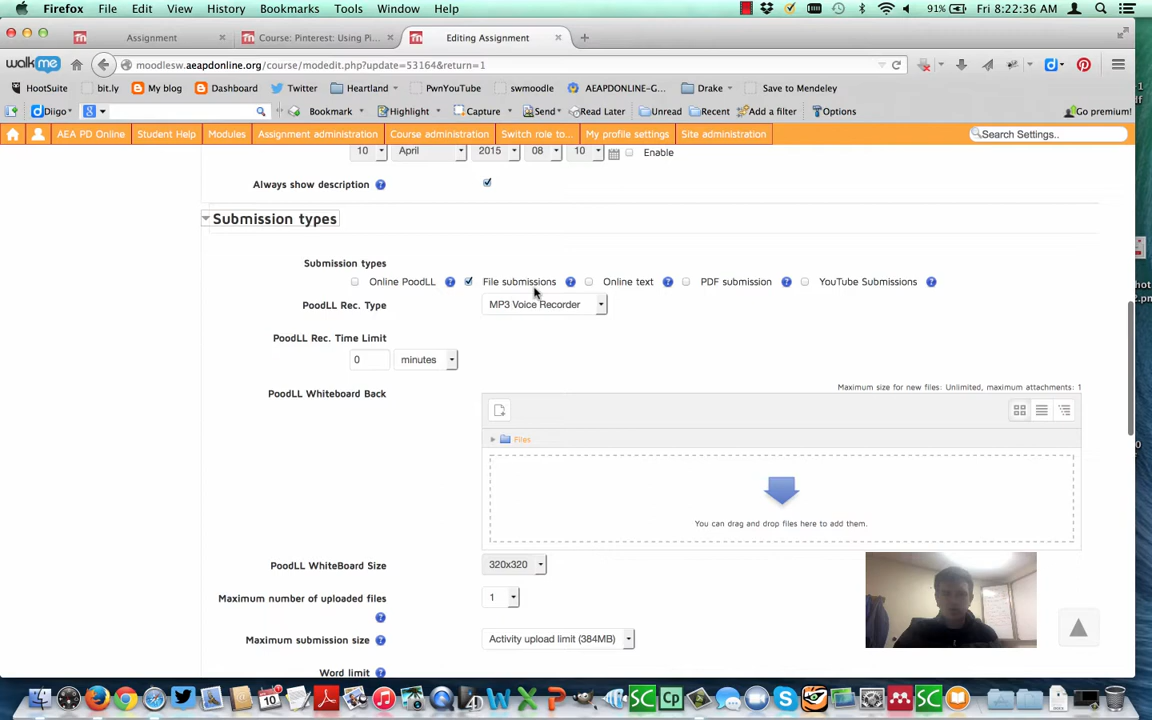 Firefox File Edit View History Bookmarks Tools Window Help 91% Fri 8:22:36 AM
Assignment Course: Pinterest: Using Pi... Editing Assignment
walkme moodlesw.aeapdonline.org/course/modedit.php?update=53164&return=1
HootSuite bit.ly My blog Dashboard Twitter Heartland PwnYouTube swmoodle AEAPDONLINE-G... Drake Save to Mendeley
Diigo Bookmark Highlight Capture Send Read Later Unread Recent Add a filter Options Go premium!
AEA PD Online Student Help Modules Assignment administration Course administration Switch role to... My profile settings Site administration Search Settings..
10 April 2015 08 10 Enable
Always show description
Submission types
Submission types
Online PoodLL File submissions Online text PDF submission YouTube Submissions
PoodLL Rec. Type MP3 Voice Recorder
PoodLL Rec. Time Limit
0 minutes
Maximum size for new files: Unlimited, maximum attachments: 1
PoodLL Whiteboard Back
Files
You can drag and drop files here to add them.
PoodLL WhiteBoard Size 320x320
Maximum number of uploaded files 1
Maximum submission size Activity upload limit (384MB)
Word limit